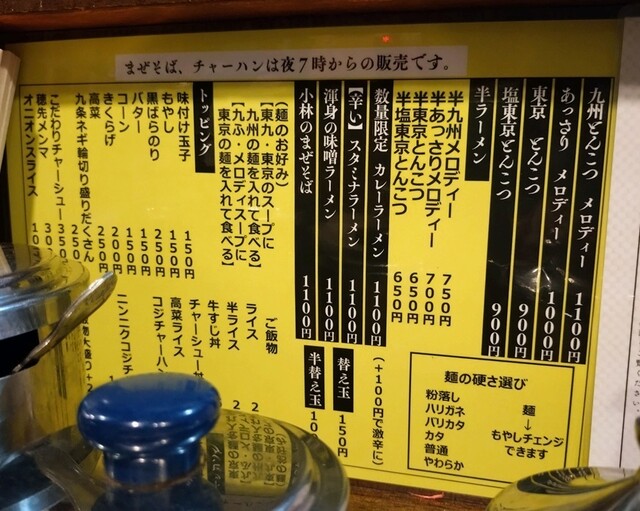 まぜそば、チャーハンは夜7時からの販売です。
九州とんこつ メロディー 1100円
あっさり メロディー 1000円
東京 とんこつ 900円
塩東京とんこつ 900円
半ラーメン
半九州メロディー 750円
半あっさりメロディー 700円
半東京とんこつ 650円
半塩東京とんこつ 650円
数量限定 カレーラーメン 1100円
【辛い】スタミナラーメン 1100円
(+100円で激辛に)
渾身の味噌ラーメン 1100円
小林のまぜそば 1100円
替え玉 150円
半替え玉 10
麺の硬さ選び
粉落し
ハリガネ
バリカタ
カタ
普通
やわらか
麺
↓
もやしチェンジ
できます
(麺のお好み)
【東九・東京のスープに
九州の麺を入れて食べる】
【九ふ・メロディスープに
東京の麺を入れて食べる】
トッピング
味付け玉子 150円
もやし 150円
黒ばらのり 250円
バター 150円
コーン 200円
きくらげ 250円
高菜 250円
九条ネギ輪切り盛りだくさん
こだわりチャーシュー 350
穂先メンマ 300
オニオンスライス 10
ご飯物
ライス 2
半ライス 2
牛すじ丼
チャーシュー
高菜ライス
コジチャーハン
ニンニクコジチ